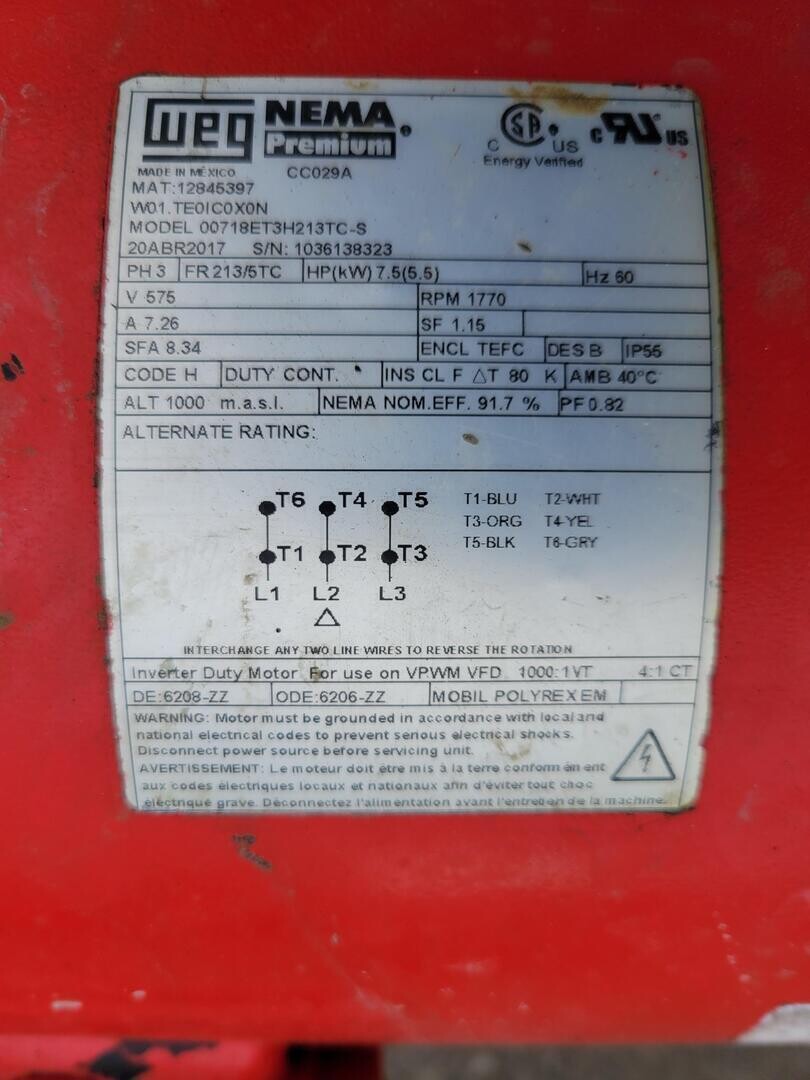 WEG NEMA Premium®
CSA® C US
Energy Verified
c UR US
MADE IN MÉXICO CC029A
MAT:12845397
W01.TE0IC0X0N
MODEL 00718ET3H213TC-S
20ABR2017 S/N: 1036138323
PH 3 FR 213/5TC HP(kW) 7.5(5.5) Hz 60
V 575 RPM 1770
A 7.26 SF 1.15
SFA 8.34 ENCL TEFC DES B IP55
CODE H DUTY CONT. INS CL F △T 80 K AMB 40°C
ALT 1000 m.a.s.l. NEMA NOM.EFF. 91.7 % PF 0.82
ALTERNATE RATING:
T6 T4 T5 T1-BLU T2-WHT
T3-ORG T4-YEL
T5-BLK T6-GRY
T1 T2 T3
L1 L2 L3
△
INTERCHANGE ANY TWO LINE WIRES TO REVERSE THE ROTATION
Inverter Duty Motor For use on VPWM VFD 1000:1VT 4:1 CT
DE:6208-ZZ ODE:6206-ZZ MOBIL POLYREX EM
WARNING: Motor must be grounded in accordance with local and
national electrical codes to prevent serious electrical shocks.
Disconnect power source before servicing unit.
AVERTISSEMENT: Le moteur doit être mis à la terre conformément
aux codes électriques locaux et nationaux afin d'éviter tout choc
électrique grave. Déconnectez l'alimentation avant l'entretien de la machine.